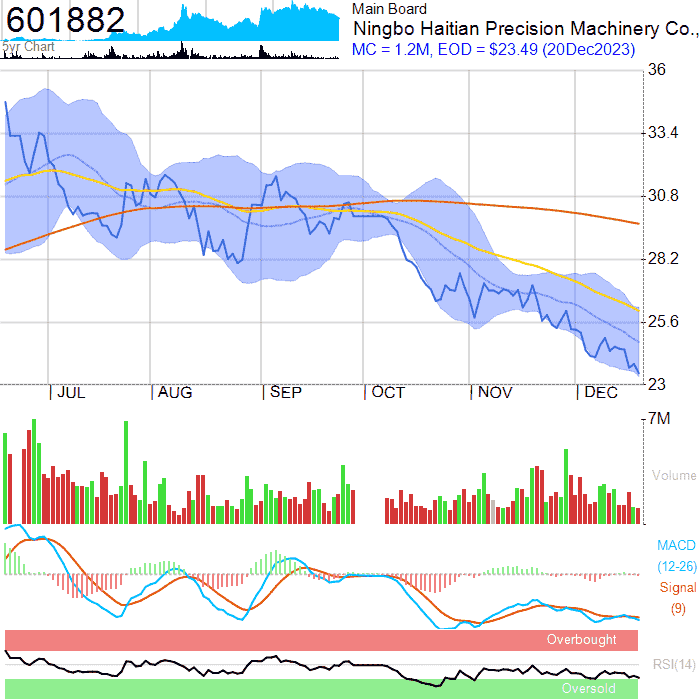 601882
5yr Chart
Main Board
Ningbo Haitian Precision Machinery Co.,
MC = 1.2M, EOD = $23.49 (20Dec2023)
36
33.4
30.8
28.2
25.6
23
JUL AUG SEP OCT NOV DEC
7M
Volume
MACD
(12-26)
Signal
(9)
Overbought
RSI(14)
Oversold